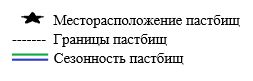 Месторасположение пастбищ
Границы пастбищ
Сезонность пастбищ